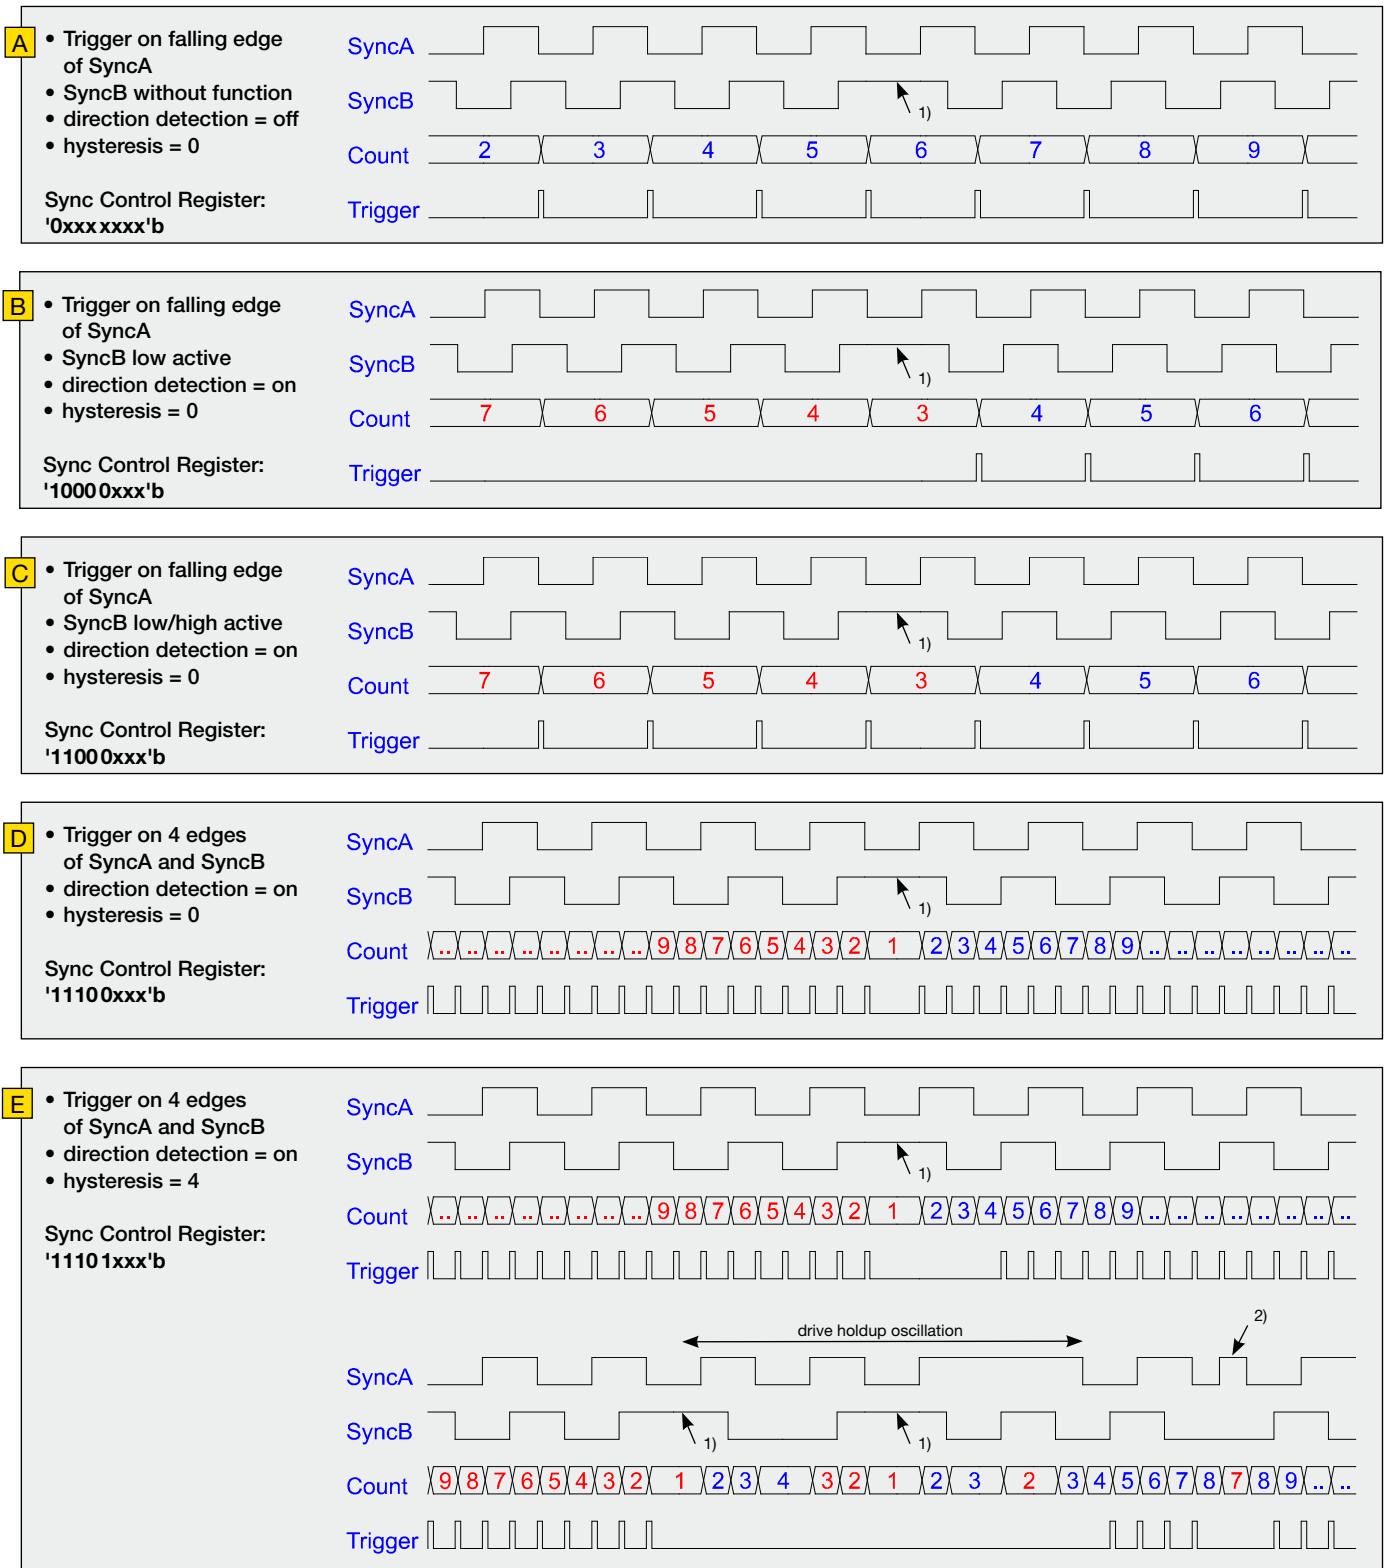 A
• Trigger on falling edge
of SyncA
• SyncB without function
• direction detection = off
• hysteresis = 0
Sync Control Register:
'0xxx xxxx'b
SyncA
SyncB
1)
Count 2 3 4 5 6 7 8 9
Trigger
B
• Trigger on falling edge
of SyncA
• SyncB low active
• direction detection = on
• hysteresis = 0
Sync Control Register:
'1000 0xxx'b
SyncA
SyncB
1)
Count 7 6 5 4 3 4 5 6
Trigger
C
• Trigger on falling edge
of SyncA
• SyncB low/high active
• direction detection = on
• hysteresis = 0
Sync Control Register:
'1100 0xxx'b
SyncA
SyncB
1)
Count 7 6 5 4 3 4 5 6
Trigger
D
• Trigger on 4 edges
of SyncA and SyncB
• direction detection = on
• hysteresis = 0
Sync Control Register:
'1110 0xxx'b
SyncA
SyncB
1)
Count .. .. .. .. .. .. .. .. 9 8 7 6 5 4 3 2 1 2 3 4 5 6 7 8 9 .. .. .. .. .. .. .. ..
Trigger
E
• Trigger on 4 edges
of SyncA and SyncB
• direction detection = on
• hysteresis = 4
Sync Control Register:
'1110 1xxx'b
SyncA
SyncB
1)
Count .. .. .. .. .. .. .. .. 9 8 7 6 5 4 3 2 1 2 3 4 5 6 7 8 9 .. .. .. .. .. .. .. ..
Trigger
drive holdup oscillation
2)
SyncA
SyncB
1)
1)
Count 9 8 7 6 5 4 3 2 1 2 3 4 3 2 1 2 3 2 3 4 5 6 7 8 7 8 9 .. ..
Trigger